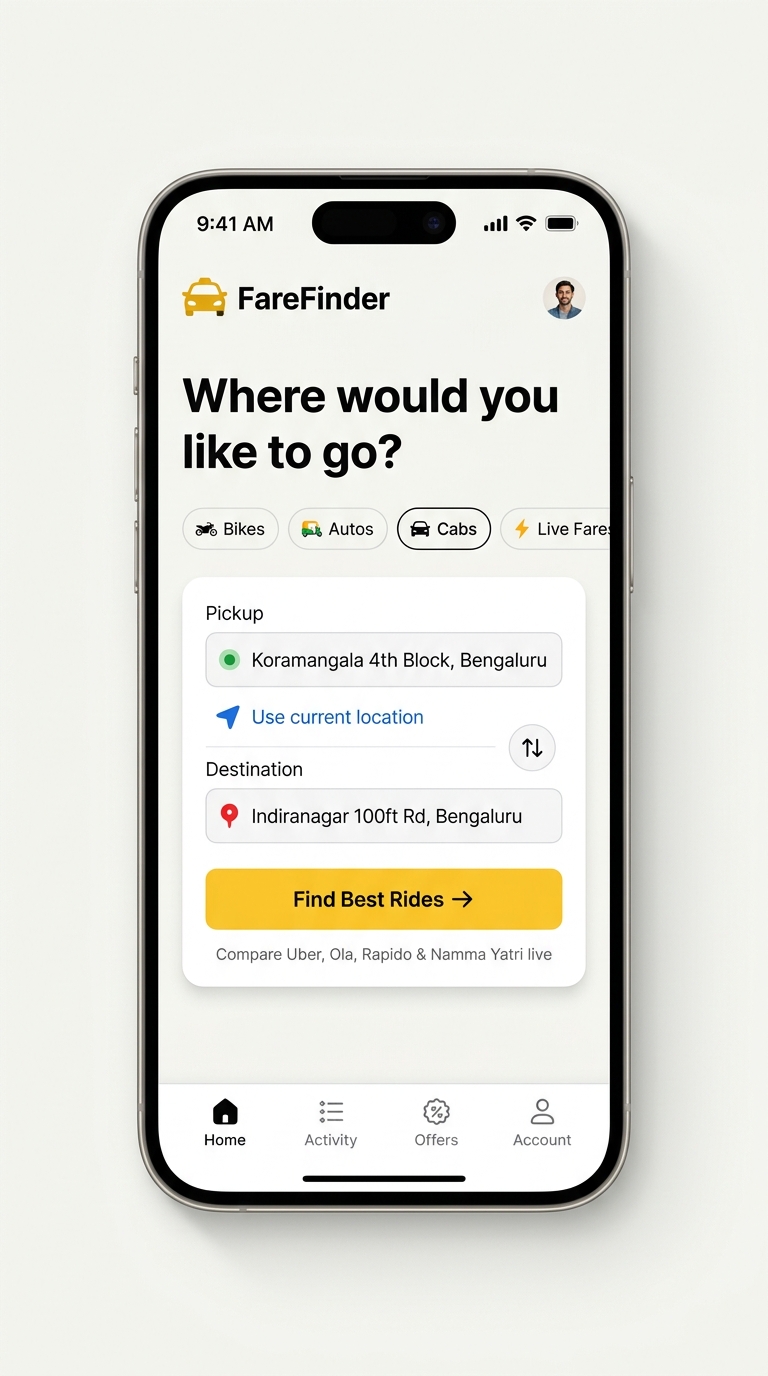 9:41 AM
FareFinder
Where would you
like to go?
Bikes
Autos
Cabs
Live Fares
Pickup
Koramangala 4th Block, Bengaluru
Use current location
Destination
Indiranagar 100ft Rd, Bengaluru
Find Best Rides →
Compare Uber, Ola, Rapido & Namma Yatri live
Home
Activity
Offers
Account